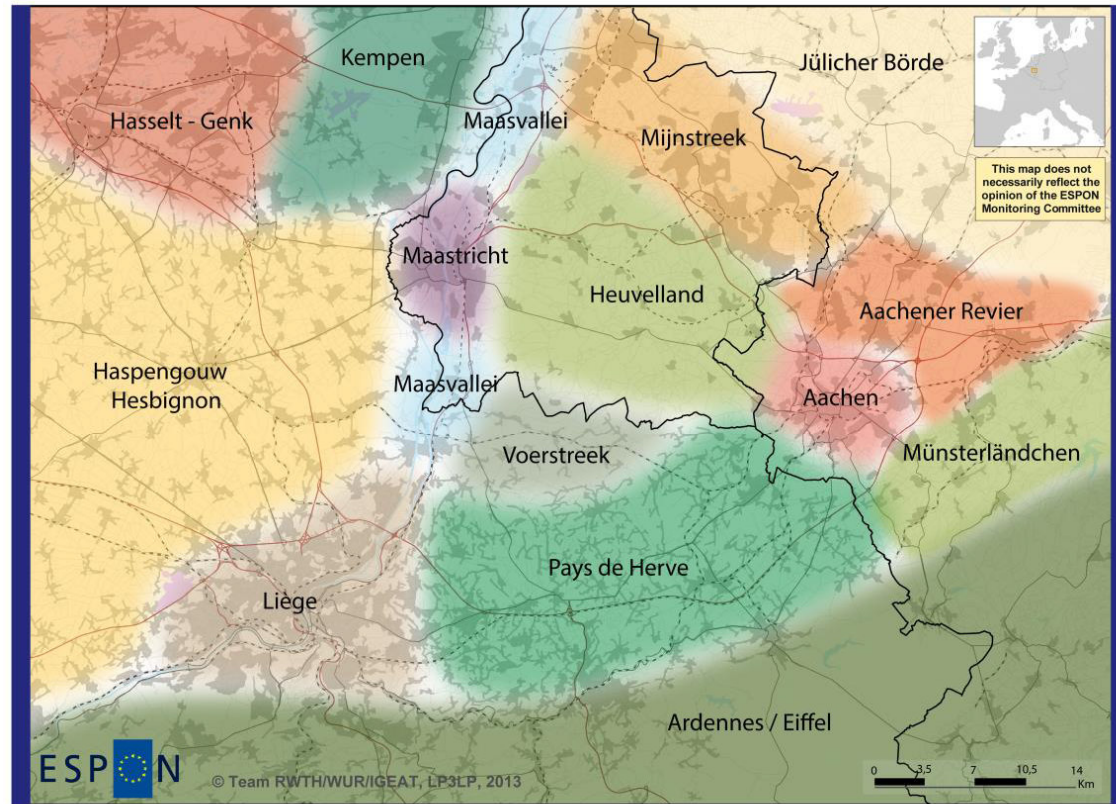 Kempen
Jülicher Börde
Hasselt - Genk
Maasvallei
Mijnstreek
This map does not
necessarily reflect the
opinion of the ESPON
Monitoring Committee
Maastricht
Heuvelland
Aachener Revier
Haspengouw
Hesbignon
Maasvallei
Aachen
Voerstreek
Münsterländchen
Pays de Herve
Liège
Ardennes / Eiffel
ESPON
© Team RWTH/WUR/IGEAT, LP3LP, 2013
0 3,5 7 10,5 14
Km